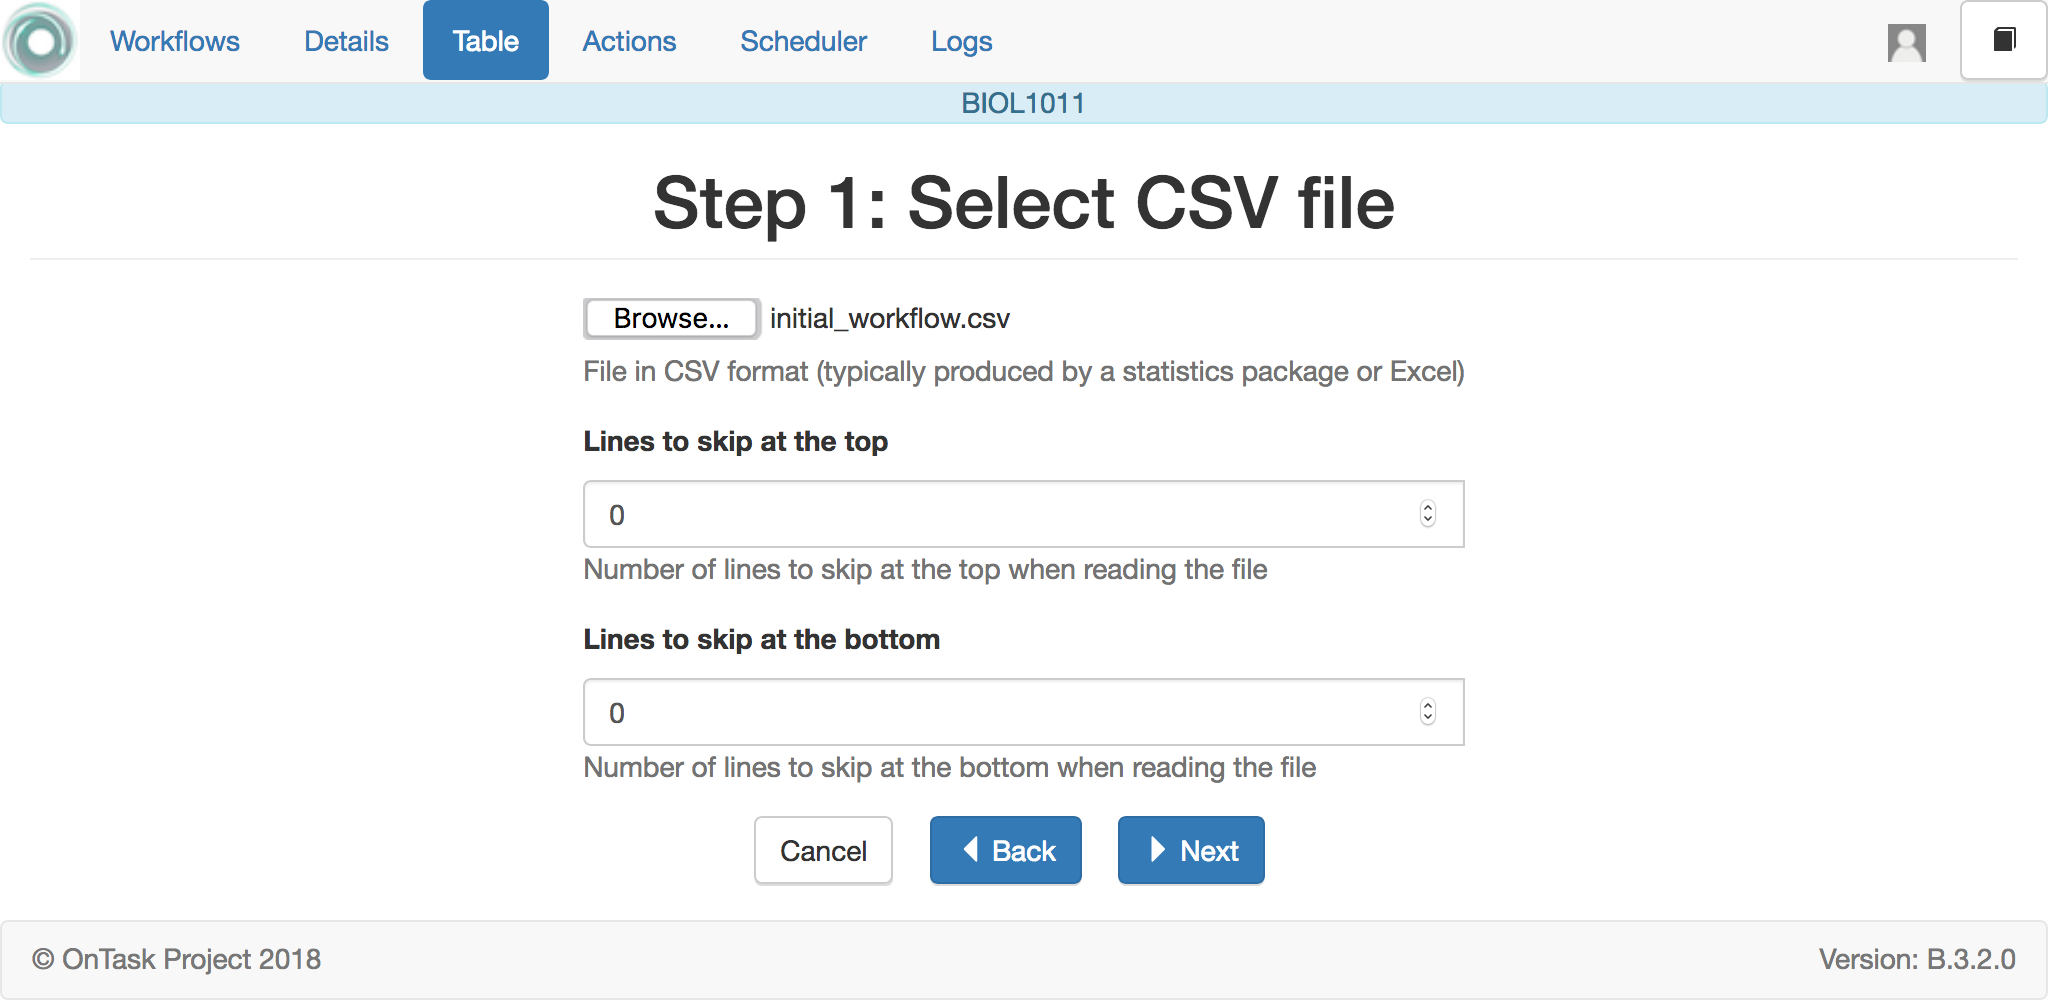 Workflows Details Table Actions Scheduler Logs
BIOL1011
Step 1: Select CSV file
Browse... initial_workflow.csv
File in CSV format (typically produced by a statistics package or Excel)
Lines to skip at the top
0
Number of lines to skip at the top when reading the file
Lines to skip at the bottom
0
Number of lines to skip at the bottom when reading the file
Cancel Back Next
© OnTask Project 2018 Version: B.3.2.0